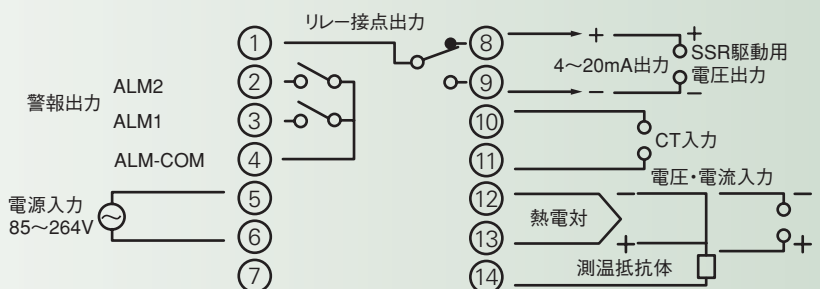 リレー接点出力
警報出力
ALM2
ALM1
ALM-COM
電源入力
85〜264V
1
2
3
4
5
6
7
8
9
10
11
12
13
14
+
4〜20mA出力
−
+
SSR駆動用
電圧出力
−
CT入力
電圧・電流入力
熱電対
−
+
測温抵抗体
−
+